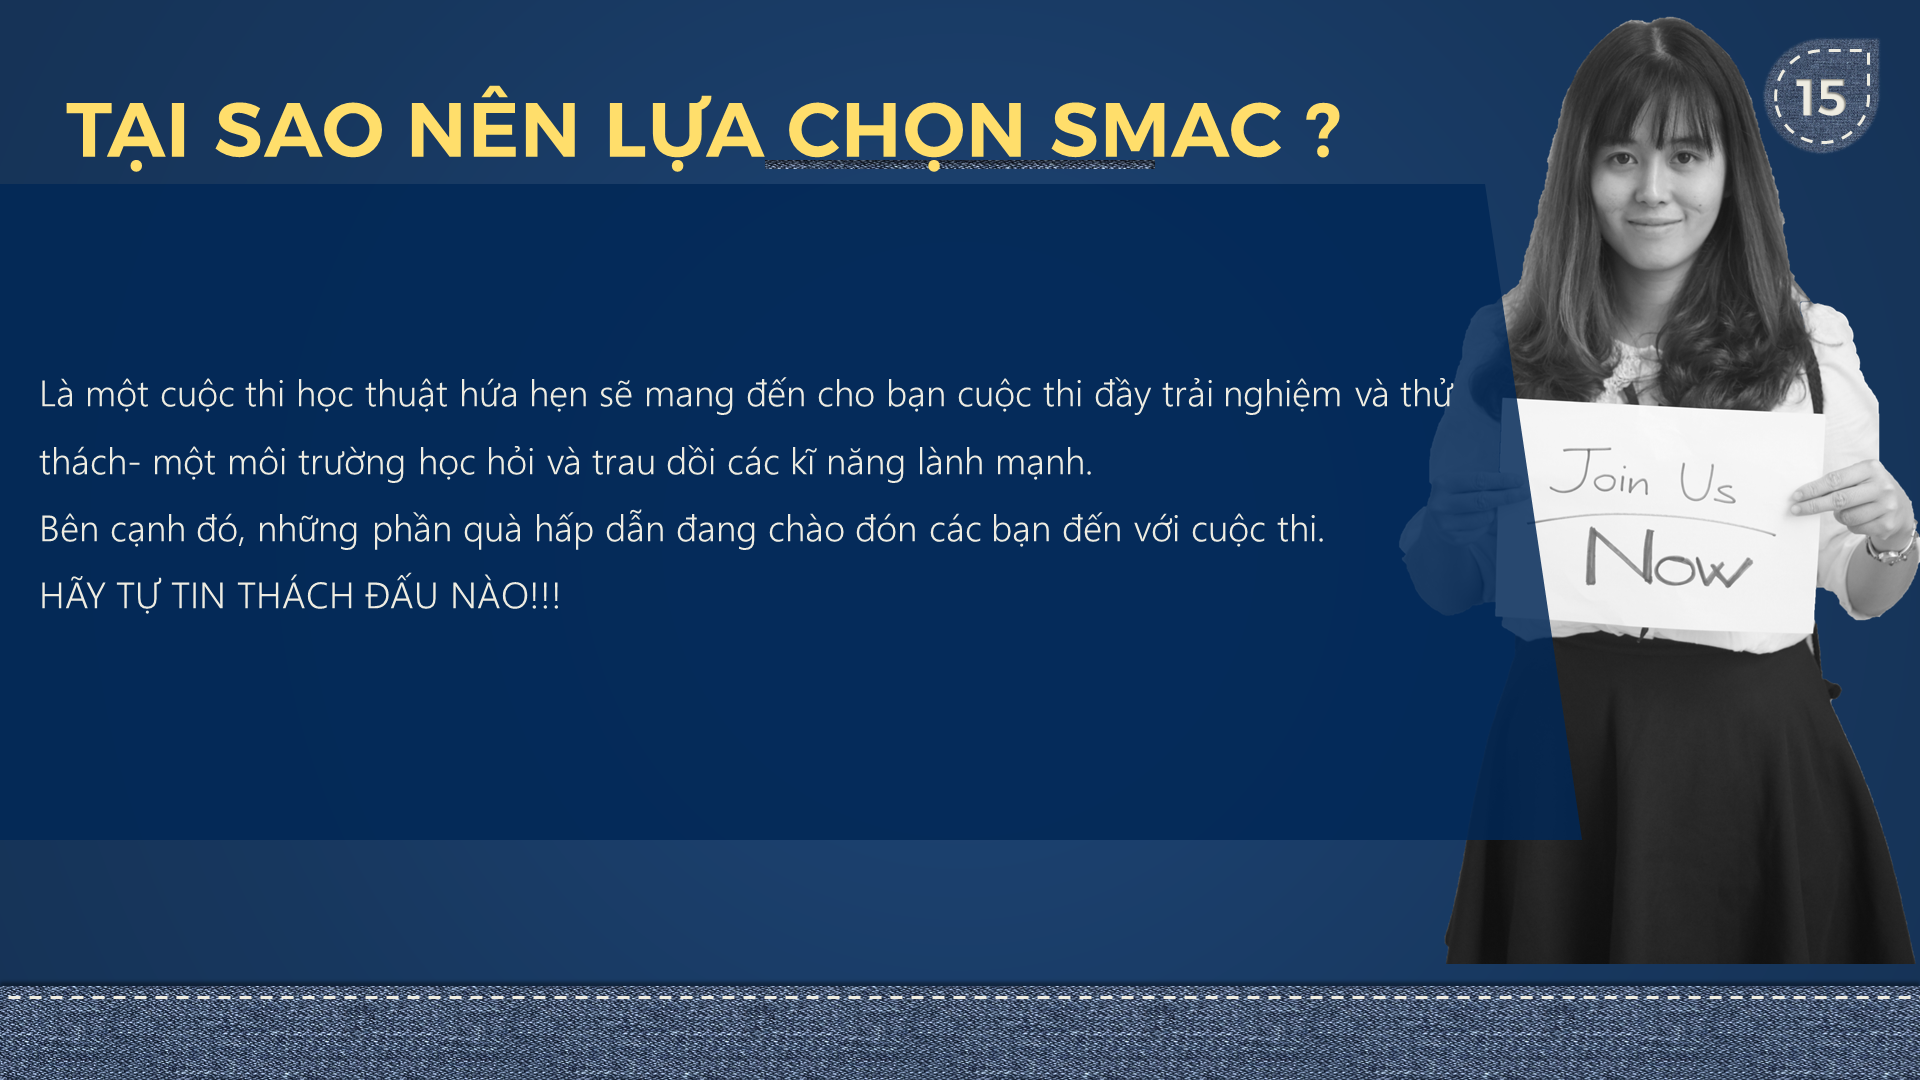 TẠI SAO NÊN LỰA CHỌN SMAC ?
15
Là một cuộc thi học thuật hứa hẹn sẽ mang đến cho bạn cuộc thi đầy trải nghiệm và thử
thách- một môi trường học hỏi và trau dồi các kĩ năng lành mạnh.
Bên cạnh đó, những phần quà hấp dẫn đang chào đón các bạn đến với cuộc thi.
HÃY TỰ TIN THÁCH ĐẤU NÀO!!!
Join Us
Now